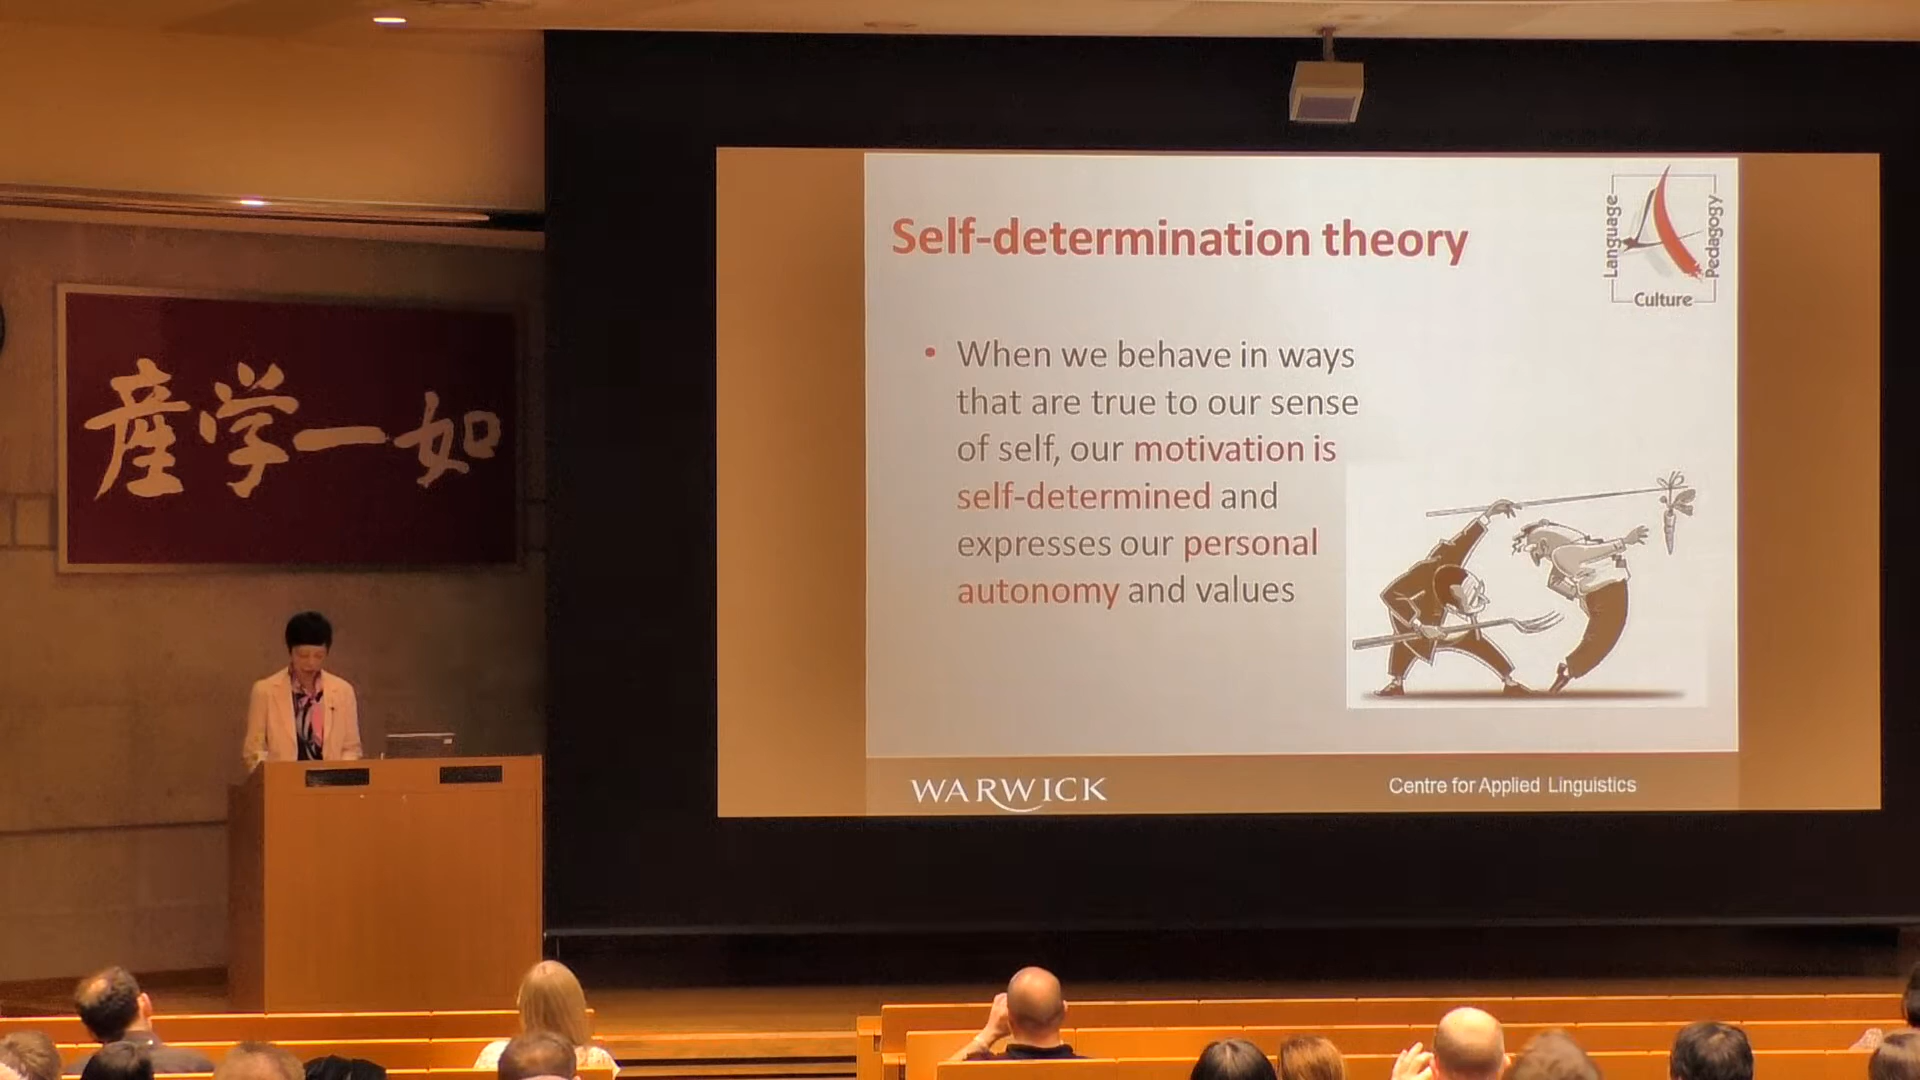 産学一如
Self-determination theory
Language
Pedagogy
Culture
• When we behave in ways
that are true to our sense
of self, our motivation is
self-determined and
expresses our personal
autonomy and values
WARWICK
Centre for Applied Linguistics